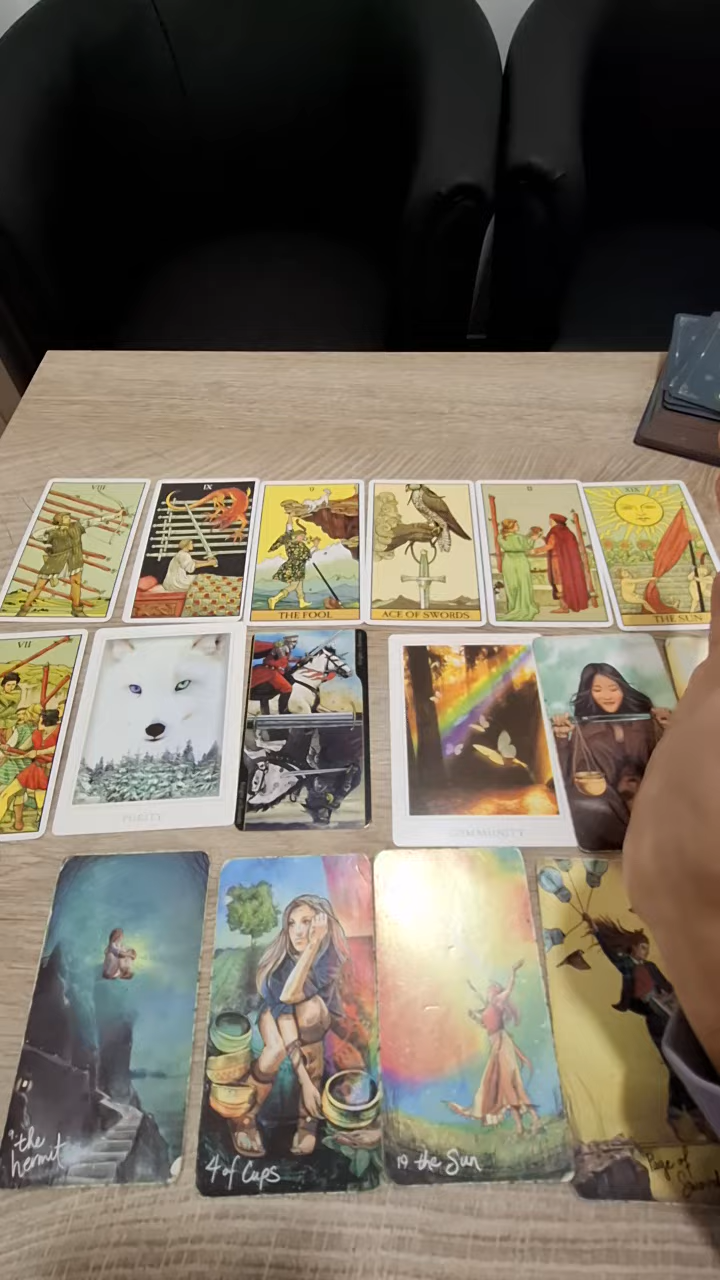 VIII
IX
0
THE FOOL
ACE OF SWORDS
II
XIX
THE SUN
VII
PURITY
COMMUNITY
9 the
hermit
4 of Cups
19 the Sun
Page of